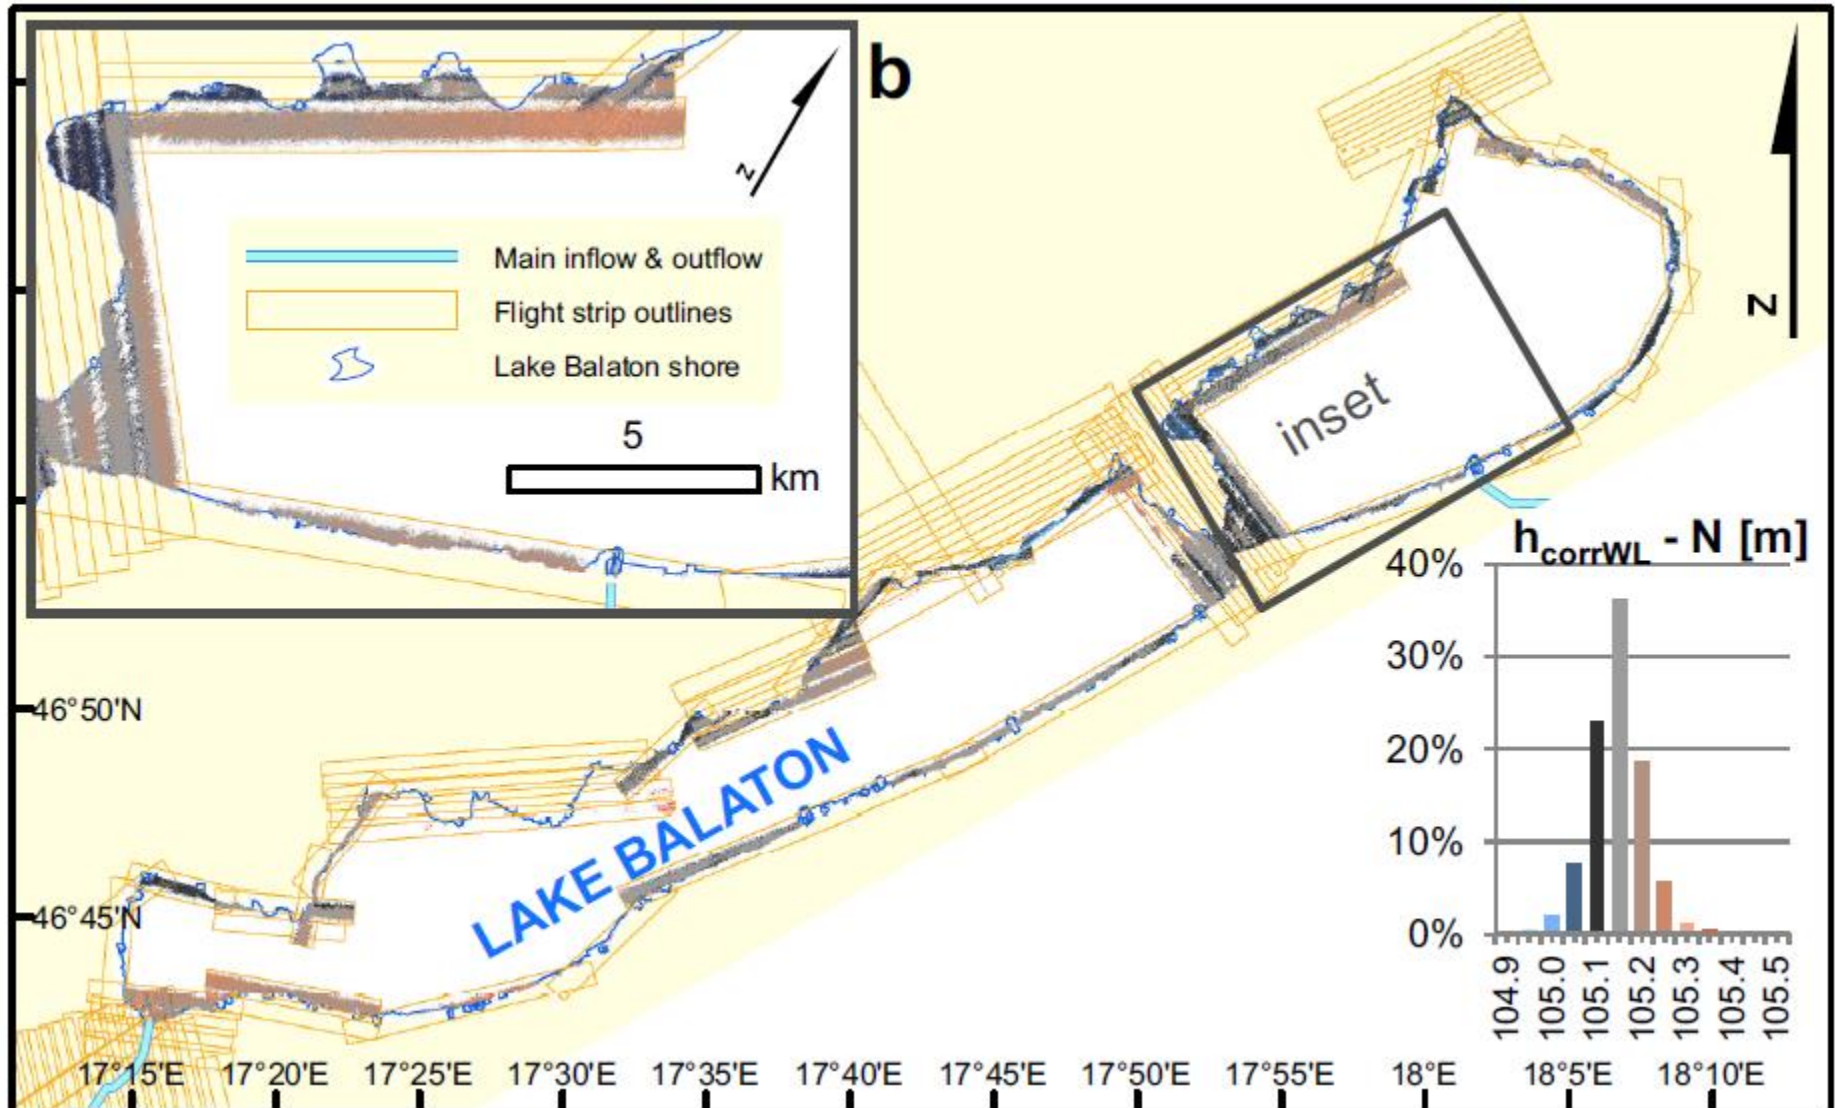 b
N
Main inflow & outflow
Flight strip outlines
Lake Balaton shore
5
km
N
inset
LAKE BALATON
46°50'N
46°45'N
17°15'E 17°20'E 17°25'E 17°30'E 17°35'E 17°40'E 17°45'E 17°50'E 17°55'E 18°E 18°5'E 18°10'E
hcorrWL - N [m]
40%
30%
20%
10%
0%
104.9 105.0 105.1 105.2 105.3 105.4 105.5